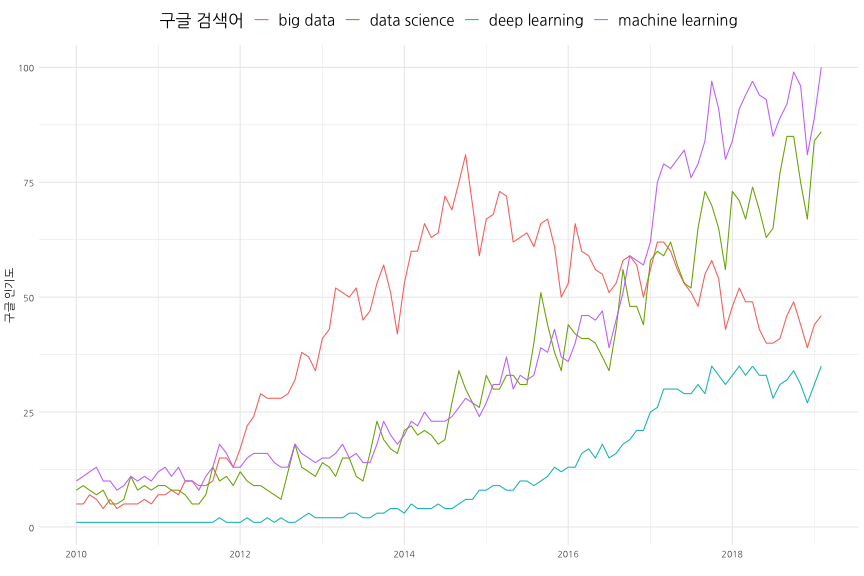 구글 검색어 big data data science deep learning machine learning
100
75
50
25
0
구글 인기도
2010 2012 2014 2016 2018